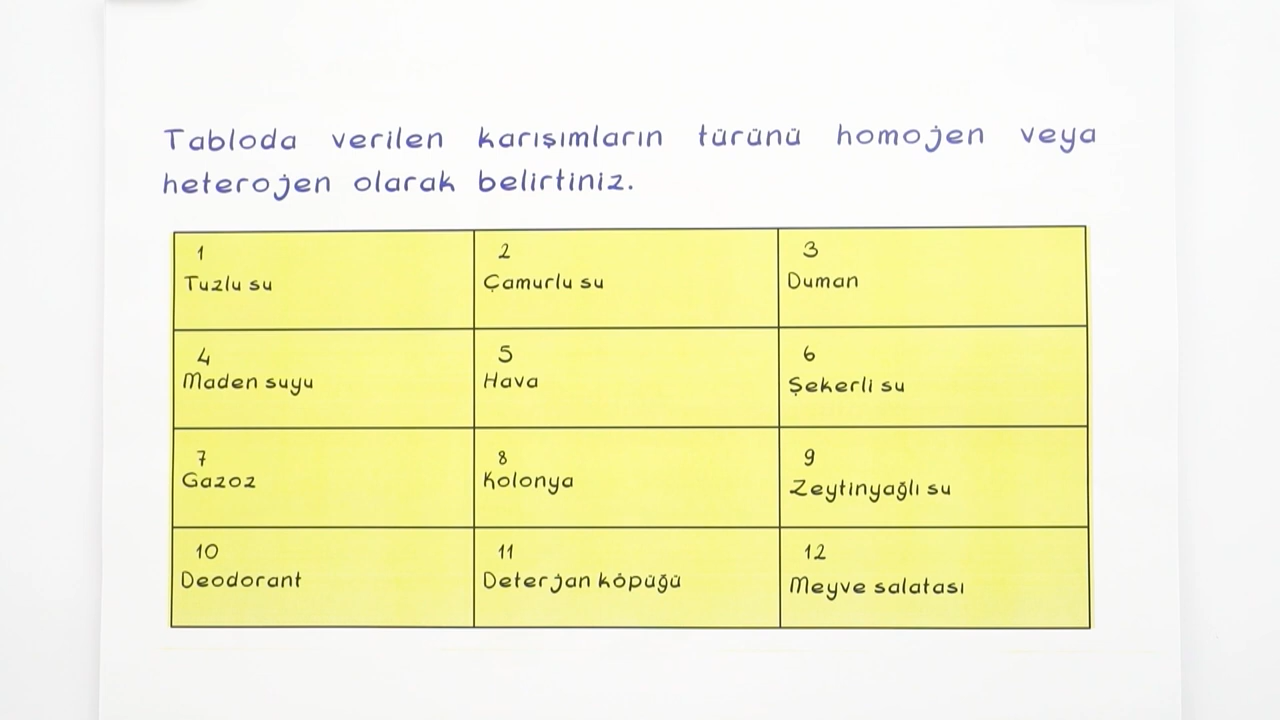 Tabloda verilen karışımların türünü homojen veya
heterojen olarak belirtiniz.
1
Tuzlu su
2
Çamurlu su
3
Duman
4
Maden suyu
5
Hava
6
Şekerli su
7
Gazoz
8
Kolonya
9
Zeytinyağlı su
10
Deodorant
11
Deterjan köpüğü
12
Meyve salatası